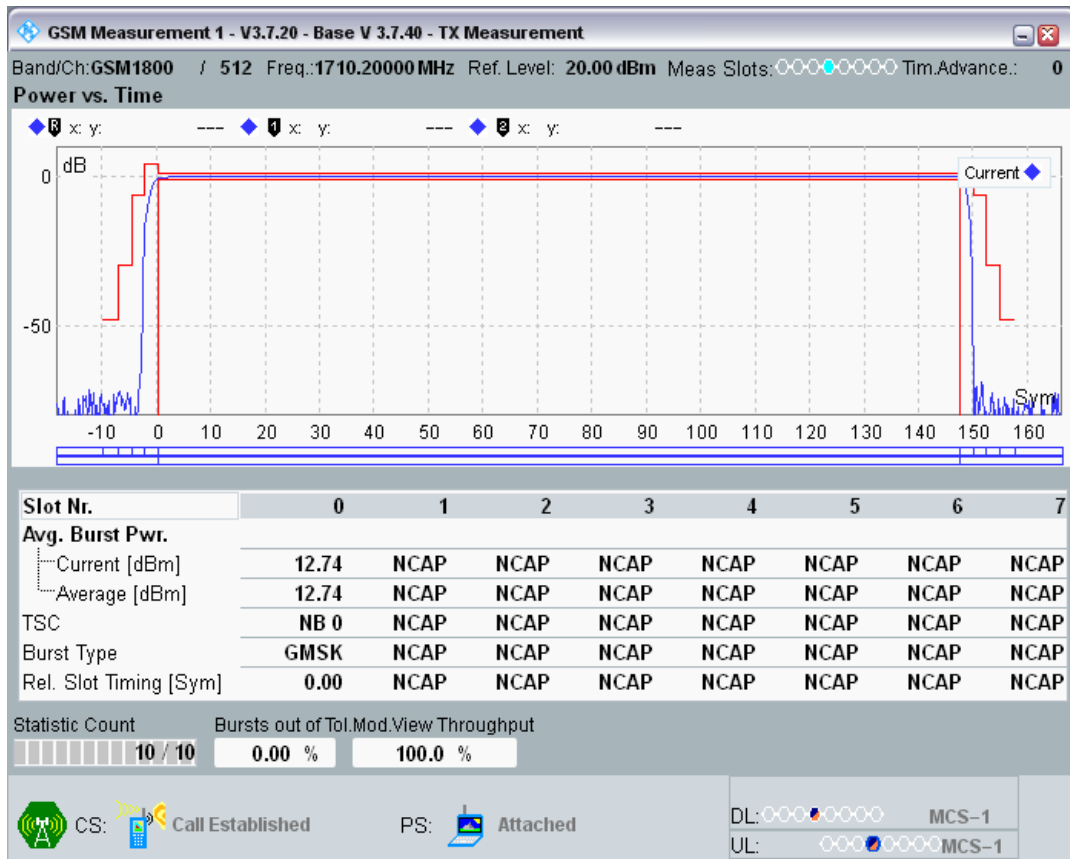 GSM Measurement 1 - V3.7.20 - Base V 3.7.40 - TX Measurement
Band/Ch:GSM1800 / 512 Freq.:1710.20000 MHz Ref. Level: 20.00 dBm Meas Slots: Tim.Advance.: 0
Power vs. Time
R x: y: --- 1 x: y: --- 2 x: y: ---
dB
Current
0
-50
Sym
-10 0 10 20 30 40 50 60 70 80 90 100 110 120 130 140 150 160
Slot Nr. 0 1 2 3 4 5 6 7
Avg. Burst Pwr.
Current [dBm] 12.74 NCAP NCAP NCAP NCAP NCAP NCAP NCAP
Average [dBm] 12.74 NCAP NCAP NCAP NCAP NCAP NCAP NCAP
TSC NB 0 NCAP NCAP NCAP NCAP NCAP NCAP NCAP
Burst Type GMSK NCAP NCAP NCAP NCAP NCAP NCAP NCAP
Rel. Slot Timing [Sym] 0.00 NCAP NCAP NCAP NCAP NCAP NCAP NCAP
Statistic Count Bursts out of Tol. Mod.View Throughput
10 / 10 0.00 % 100.0 %
CS: Call Established PS: Attached DL: MCS-1
UL: MCS-1